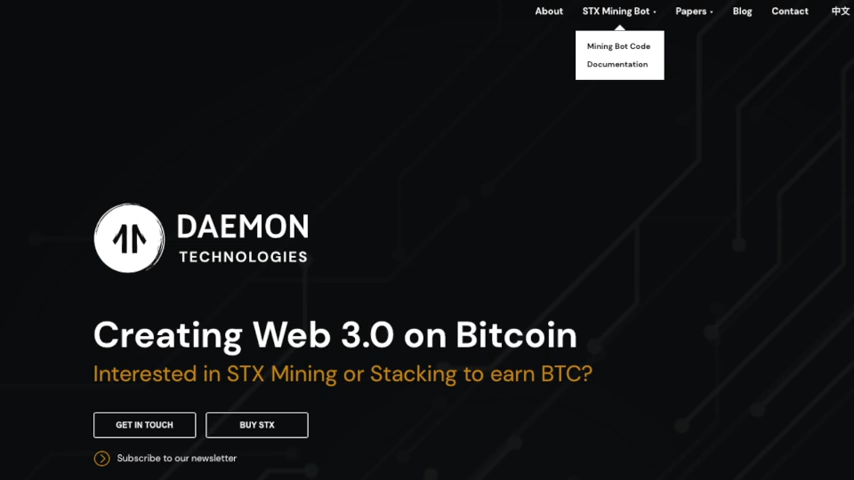 About STX Mining Bot Papers Blog Contact 中文
Mining Bot Code
Documentation
DAEMON
TECHNOLOGIES
Creating Web 3.0 on Bitcoin
Interested in STX Mining or Stacking to earn BTC?
GET IN TOUCH BUY STX
Subscribe to our newsletter